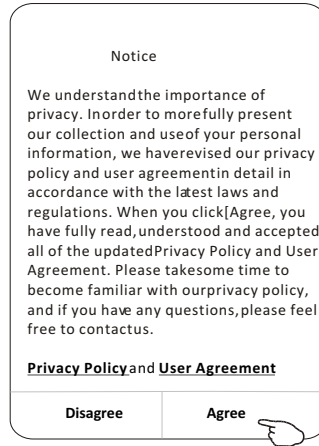 Notice
We understandthe importance of
privacy. Inorder to morefully present
our collection and useof your personal
information, we haverevised our privacy
policy and user agreementin detail in
accordance with the latest laws and
regulations. When you click[Agree, you
have fully read,understood and accepted
all of the updatedPrivacy Policy and User
Agreement. Please takesome time to
become familiar with ourprivacy policy,
and if you have any questions,please feel
free to contactus.
Privacy Policy and User Agreement
Disagree Agree